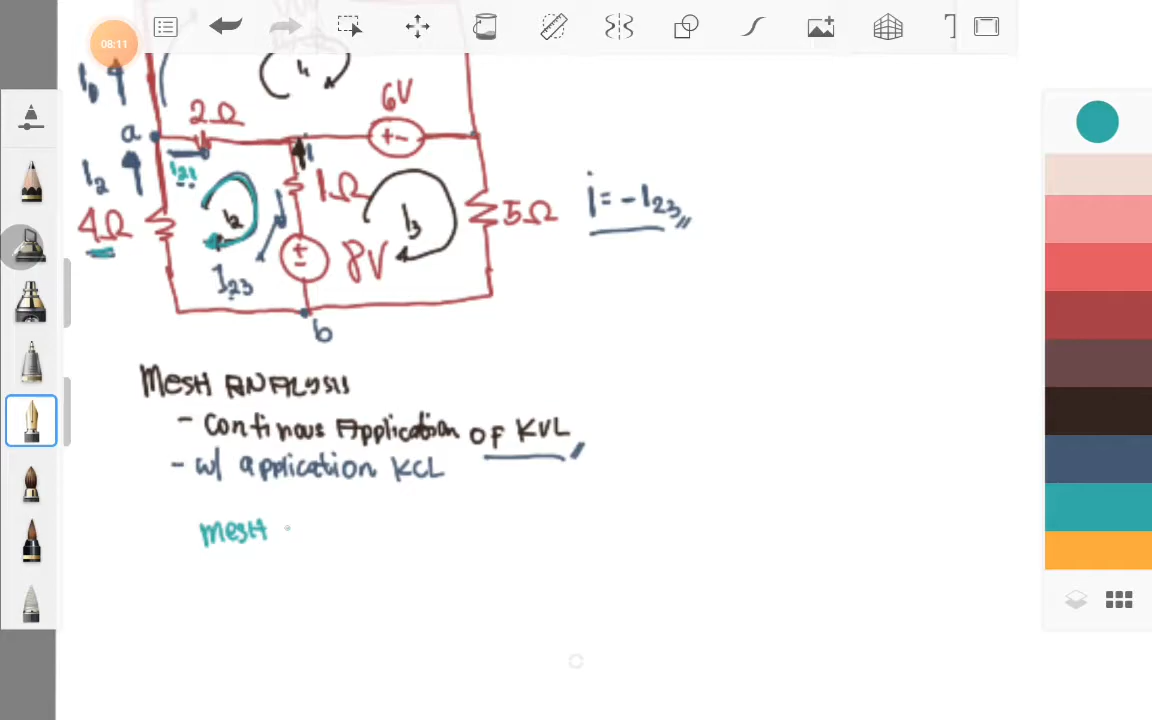 08:11
I1
I0
6V
2Ω
a
i
I21
I2
1Ω
4Ω
I2
I3
5Ω
i = -I23
8V
I23
b
MESH ANALYSIS
- Continous Application OF KVL
- w/ application KCL
MESH